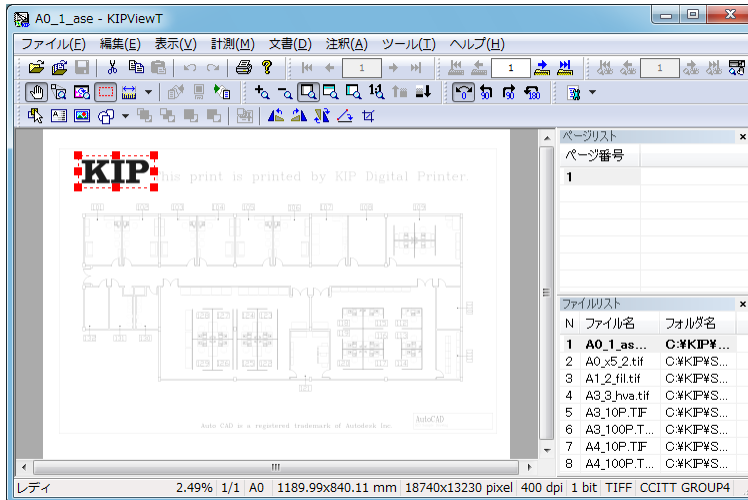 A0_1_ase - KIPViewT
ファイル(F) 編集(E) 表示(V) 計測(M) 文書(D) 注釈(A) ツール(T) ヘルプ(H)
1 1 1
0 90 180
ページリスト
ページ番号
1
KIP This print is printed by KIP Digital Printer.
AutoCAD
Auto CAD is a registered trademark of Autodesk Inc.
ファイルリスト
N ファイル名 フォルダ名
1 A0_1_as... C:¥KIP¥...
2 A0_x5_2.tif C:¥KIP¥S...
3 A1_2_fil.tif C:¥KIP¥S...
4 A3_3_hva.tif C:¥KIP¥S...
5 A3_10P.TIF C:¥KIP¥S...
6 A3_100P.T... C:¥KIP¥S...
7 A4_10P.TIF C:¥KIP¥S...
8 A4_100P.T... C:¥KIP¥S...
レディ 2.49% 1/1 A0 1189.99x840.11 mm 18740x13230 pixel 400 dpi 1 bit TIFF CCITT GROUP4